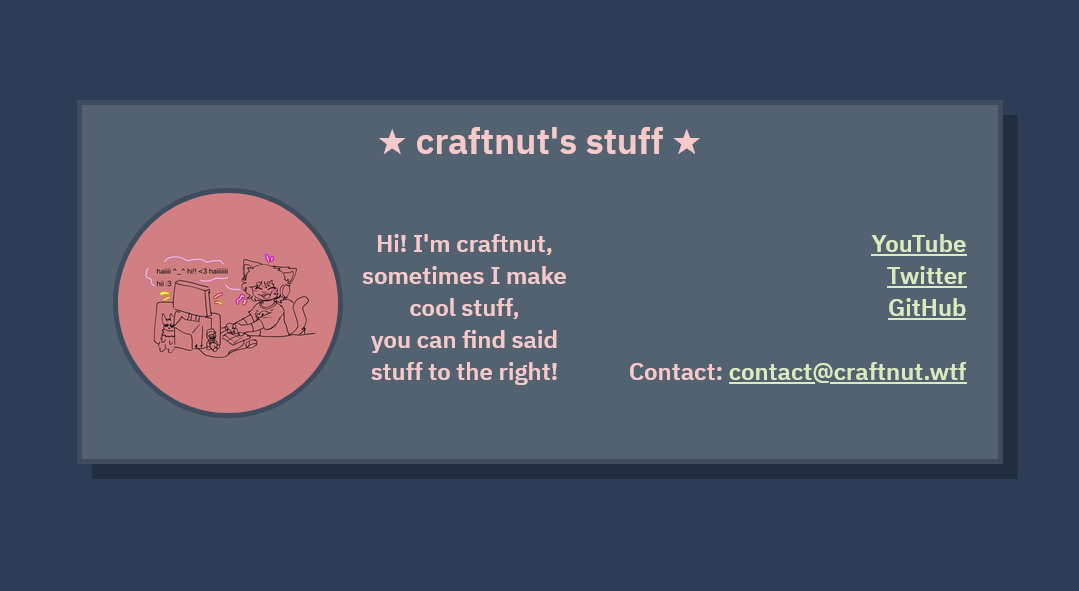 ★ craftnut's stuff ★
haiiii ^_^ hi!! <3 haiiiiii
hii :3
Hi! I'm craftnut,
sometimes I make
cool stuff,
you can find said
stuff to the right!
YouTube
Twitter
GitHub
Contact: contact@craftnut.wtf